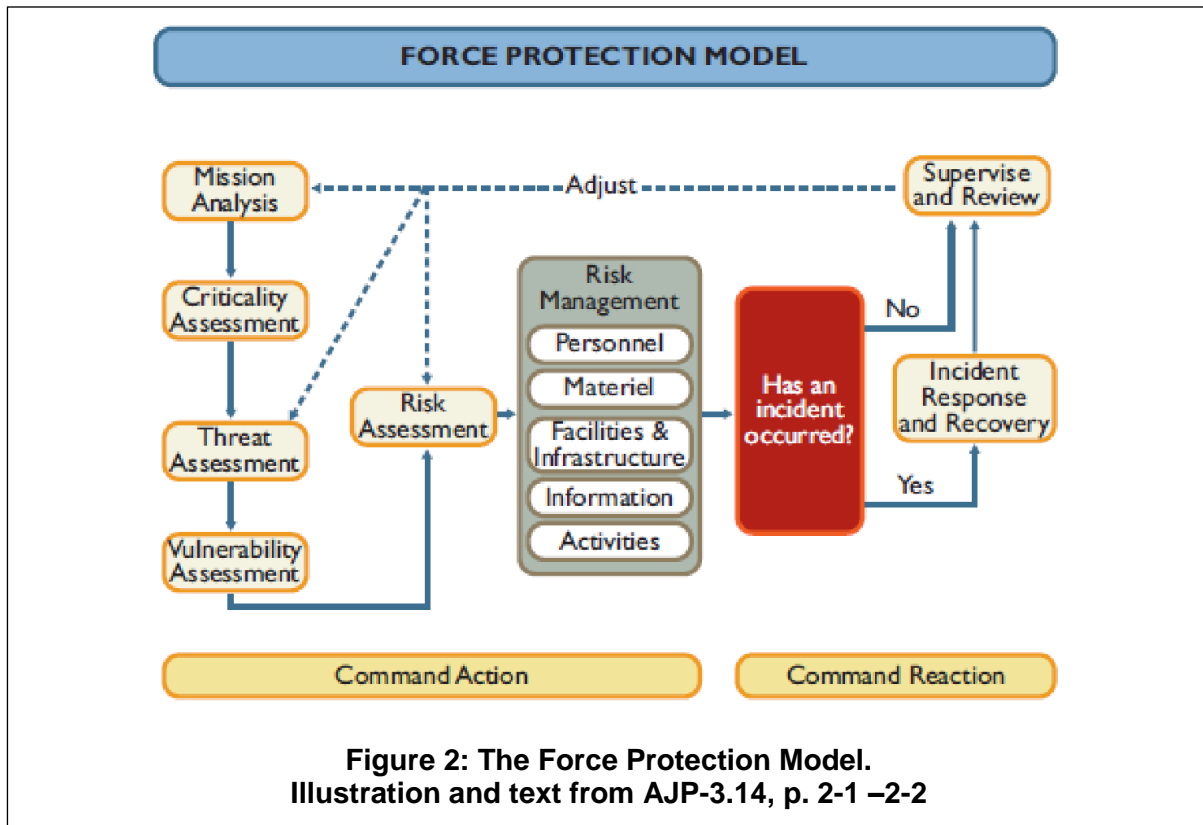 FORCE PROTECTION MODEL
Mission
Analysis
Adjust
Supervise
and Review
Criticality
Assessment
Threat
Assessment
Vulnerability
Assessment
Risk
Assessment
Risk
Management
Personnel
Materiel
Facilities &
Infrastructure
Information
Activities
Has an
incident
occurred?
No
Yes
Incident
Response
and Recovery
Command Action
Command Reaction
Figure 2: The Force Protection Model.
Illustration and text from AJP-3.14, p. 2-1 –2-2